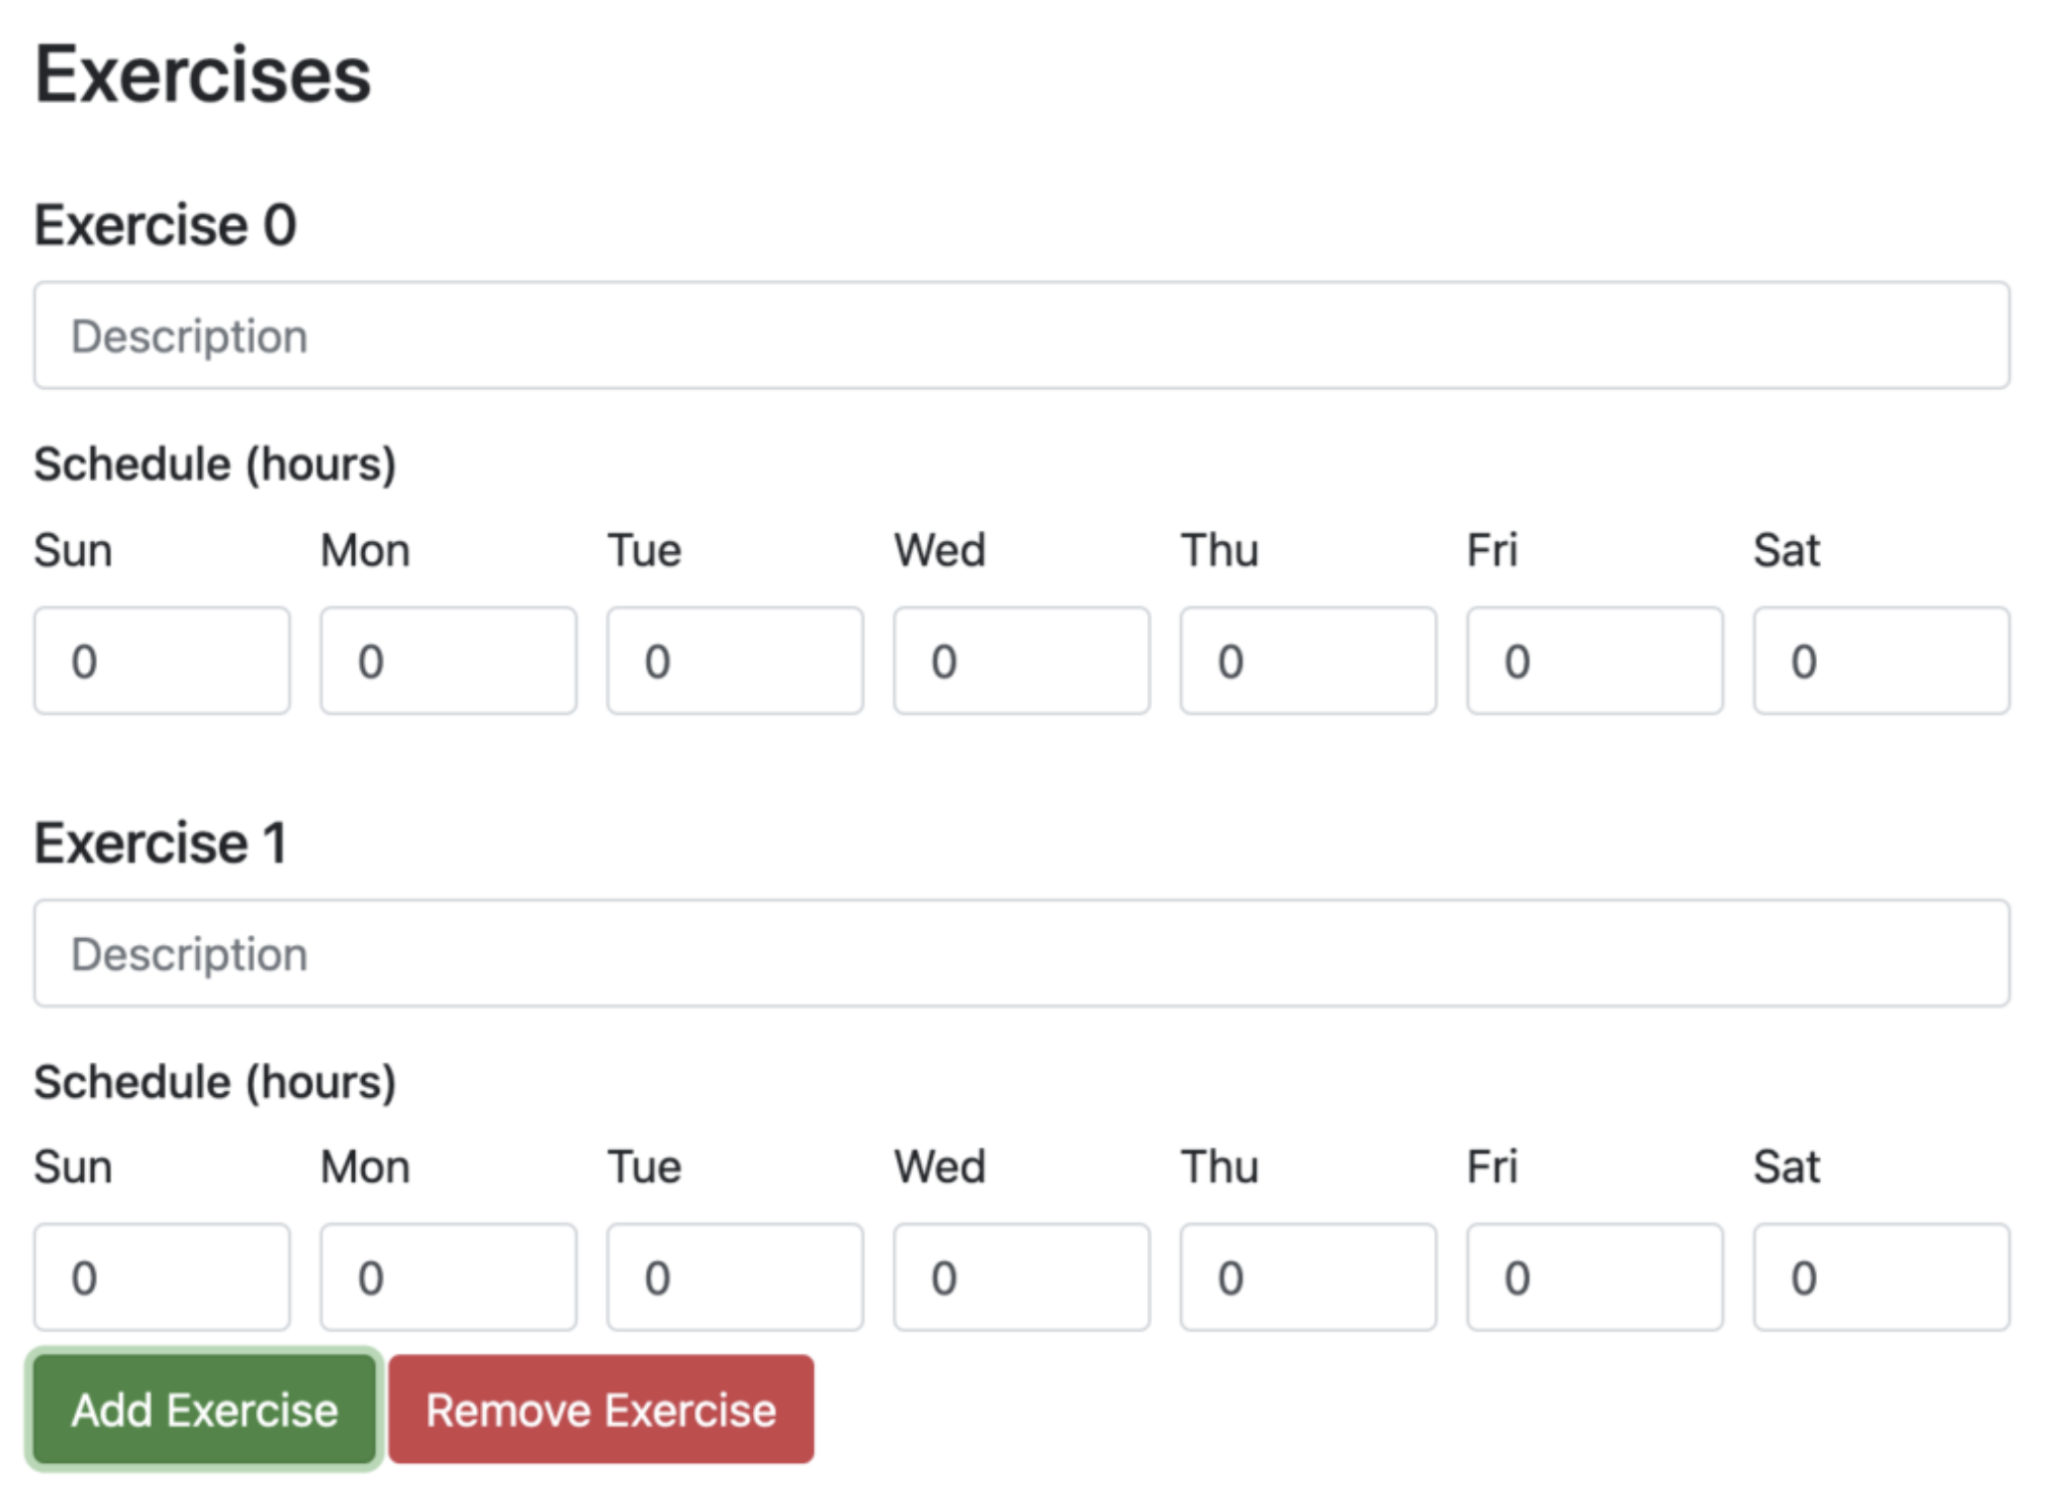 Exercises
Exercise 0
Description
Schedule (hours)
Sun Mon Tue Wed Thu Fri Sat
0 0 0 0 0 0 0
Exercise 1
Description
Schedule (hours)
Sun Mon Tue Wed Thu Fri Sat
0 0 0 0 0 0 0
Add Exercise Remove Exercise